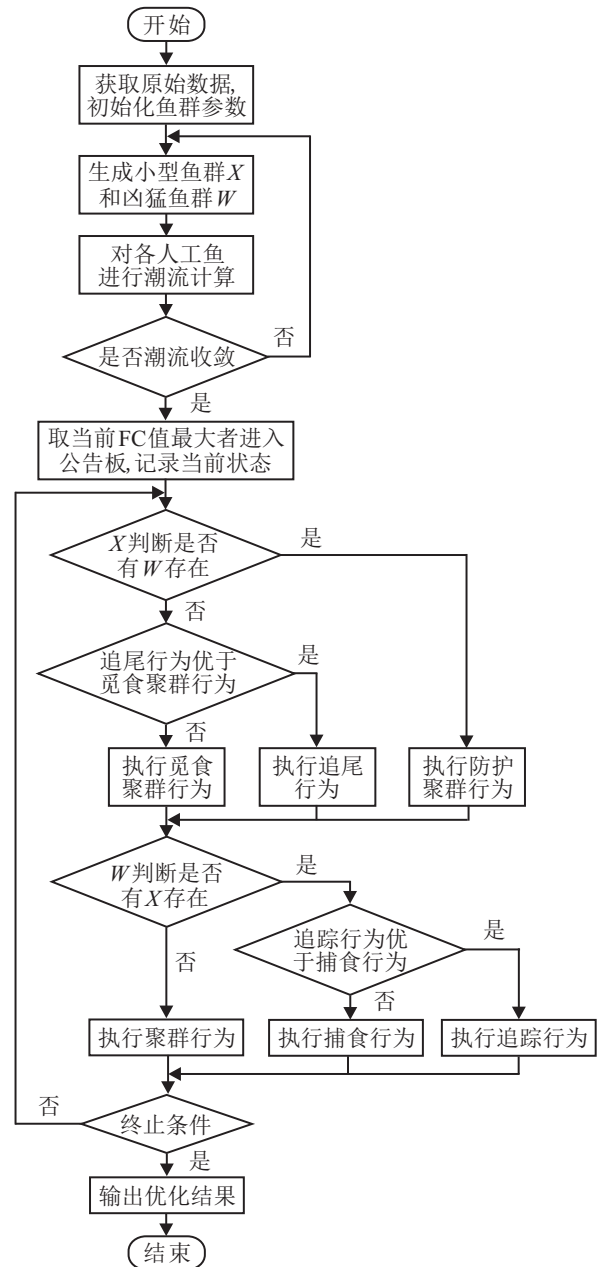 开始
获取原始数据,
初始化鱼群参数
生成小型鱼群X
和凶猛鱼群W
对各人工鱼
进行潮流计算
是否潮流收敛
否
是
取当前FC值最大者进入
公告板,记录当前状态
X判断是否
有W存在
是
否
追尾行为优于
觅食聚群行为
是
否
执行觅食
聚群行为
执行追尾
行为
执行防护
聚群行为
W判断是否
有X存在
是
否
追踪行为优
于捕食行为
是
否
执行聚群行为
执行捕食行为
执行追踪行为
终止条件
否
是
输出优化结果
结束